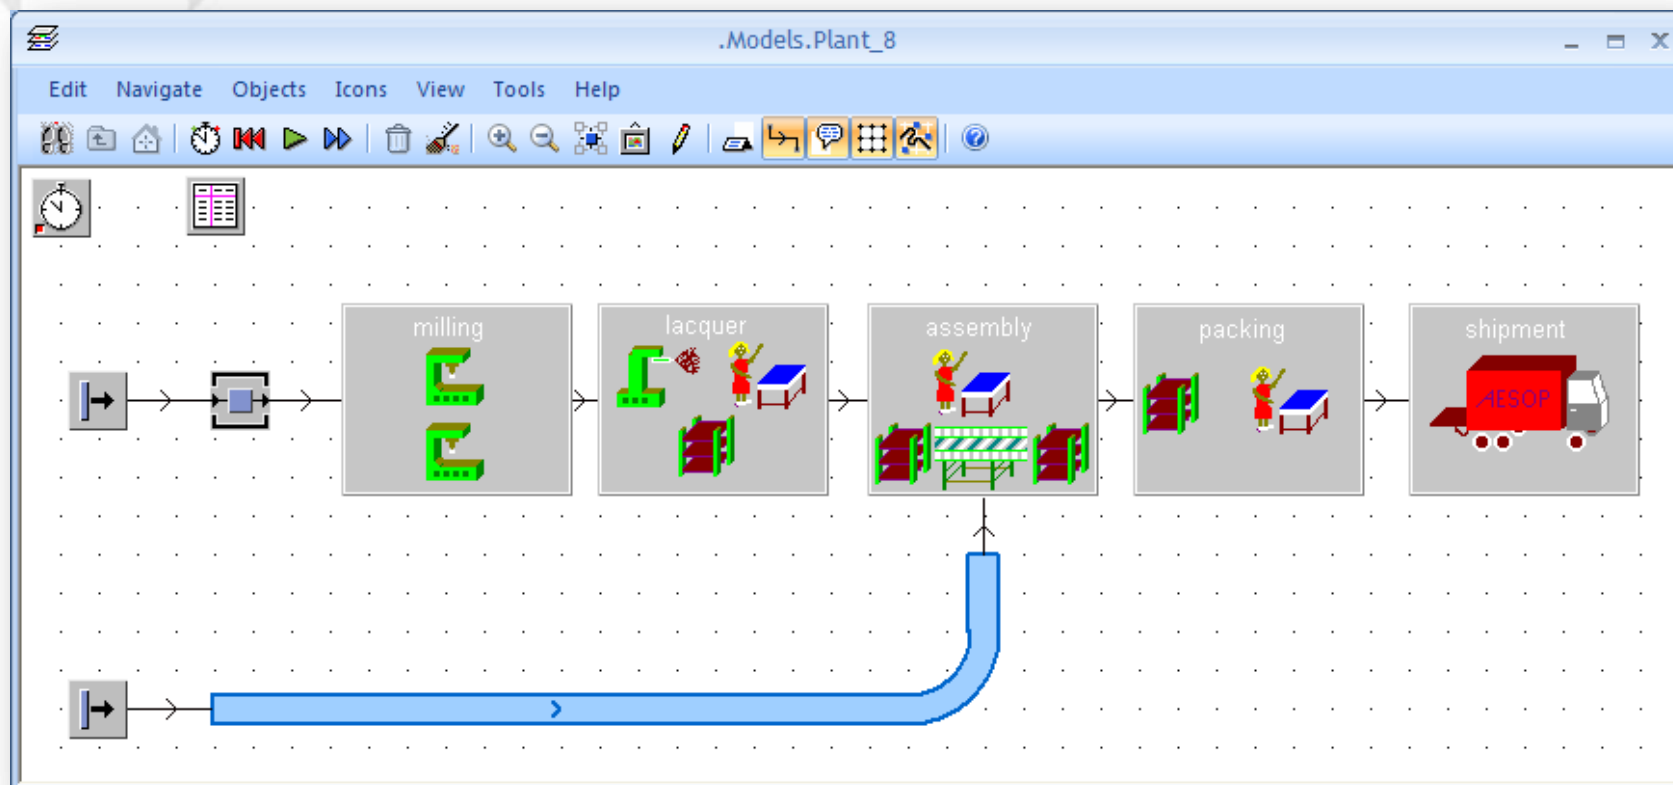 .Models.Plant_8
Edit Navigate Objects Icons View Tools Help
milling
lacquer
assembly
packing
shipment
AESOP